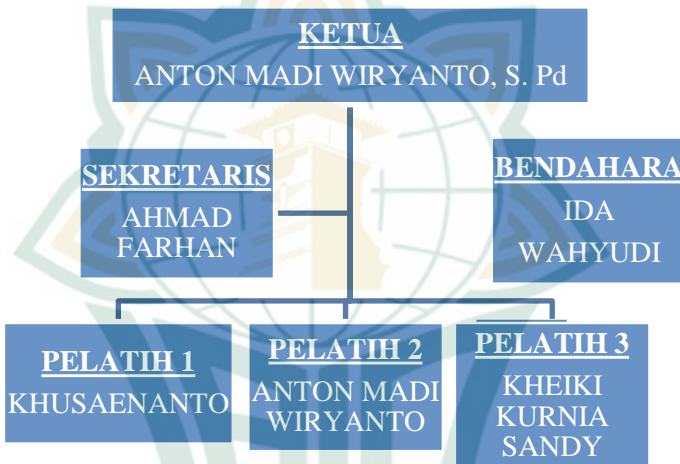 KETUA
ANTON MADI WIRYANTO, S. Pd
SEKRETARIS
AHMAD
FARHAN
BENDAHARA
IDA
WAHYUDI
PELATIH 1
KHUSAENANTO
PELATIH 2
ANTON MADI
WIRYANTO
PELATIH 3
KHEIKI
KURNIA
SANDY